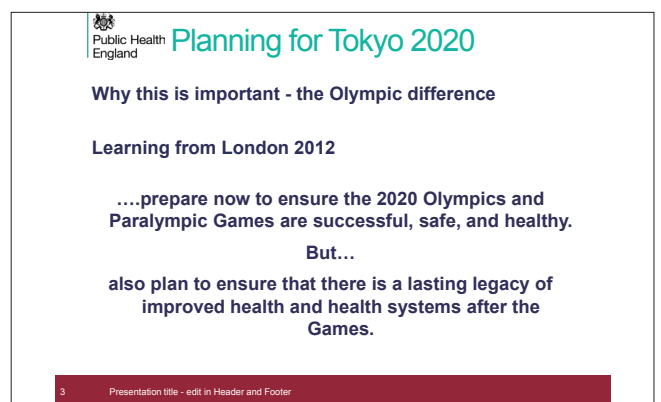 Public Health
England
Planning for Tokyo 2020
Why this is important - the Olympic difference
Learning from London 2012
….prepare now to ensure the 2020 Olympics and
Paralympic Games are successful, safe, and healthy.
But…
also plan to ensure that there is a lasting legacy of
improved health and health systems after the
Games.
3 Presentation title - edit in Header and Footer